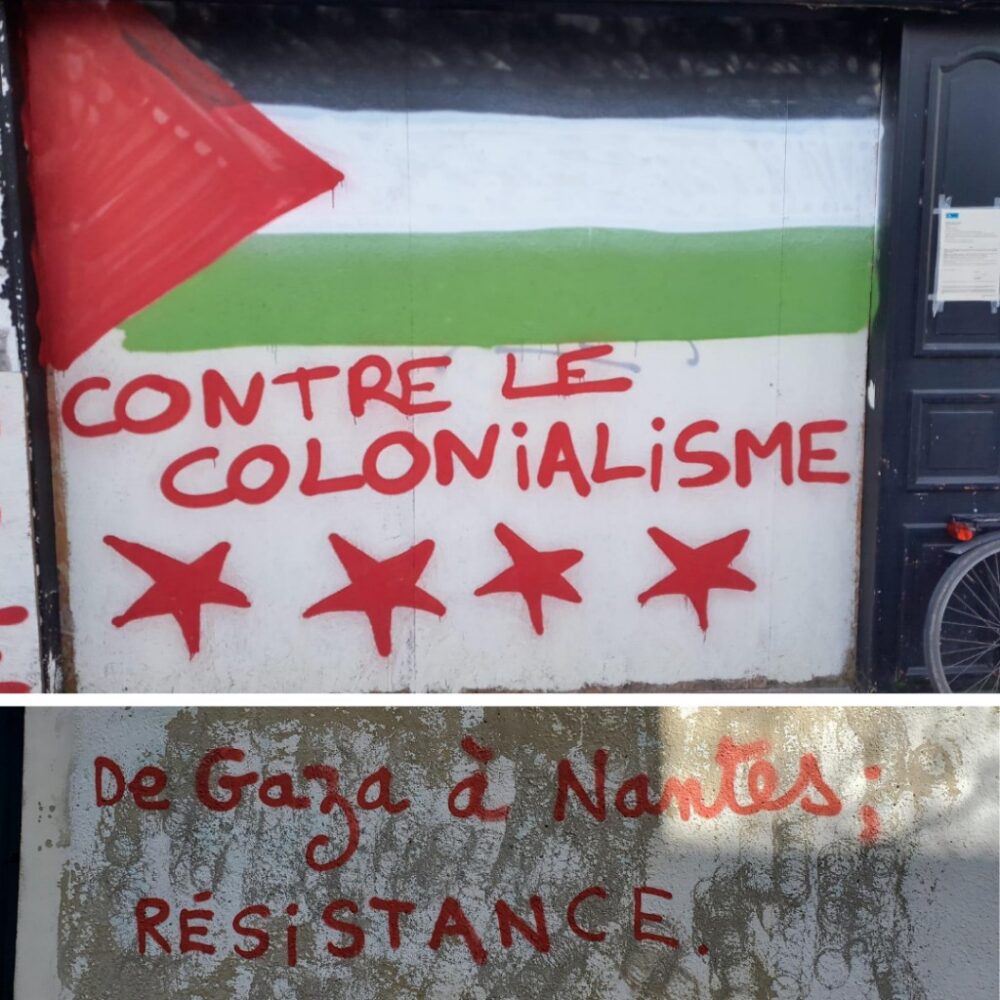 CONTRE LE
COLONiALiSME
De Gaza à Nantes;
RÉSiSTANCE.